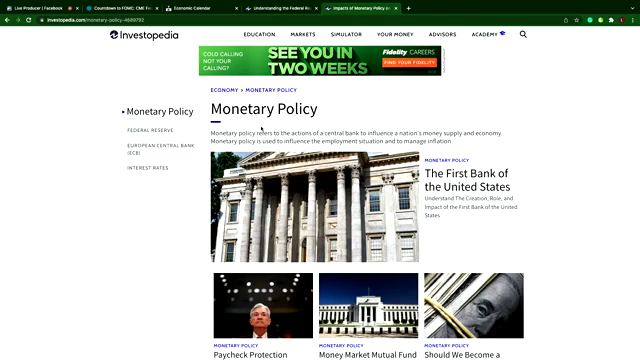 Live Producer | Facebook
Countdown to FOMC: CME Fed
Economic Calendar
Understanding the Federal Res
Impacts of Monetary Policy on
investopedia.com/monetary-policy-4689792
Investopedia
EDUCATION MARKETS SIMULATOR YOUR MONEY ADVISORS ACADEMY
COLD CALLING
NOT YOUR
CALLING?
SEE YOU IN
TWO WEEKS
Fidelity CAREERS
FIND YOUR FIDELITY
ECONOMY > MONETARY POLICY
Monetary Policy
Monetary Policy
FEDERAL RESERVE
EUROPEAN CENTRAL BANK
(ECB)
INTEREST RATES
Monetary policy refers to the actions of a central bank to influence a nation's money supply and economy.
Monetary policy is used to influence the employment situation and to manage inflation.
MONETARY POLICY
The First Bank of
the United States
Understand The Creation, Role, and
Impact of the First Bank of the United
States
MONETARY POLICY
Paycheck Protection
MONETARY POLICY
Money Market Mutual Fund
MONETARY POLICY
Should We Become a